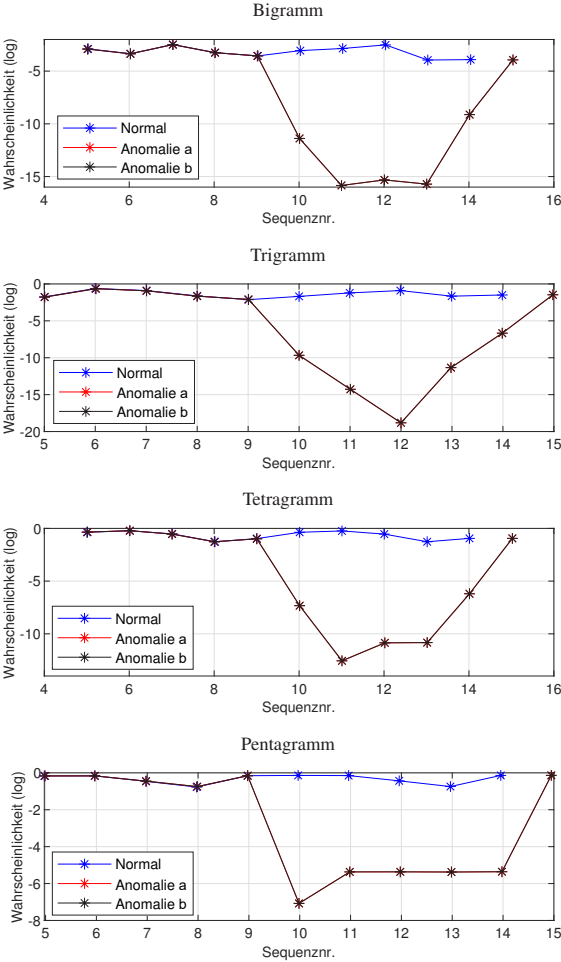 Bigramm
Wahrscheinlichkeit (log)
-5
-10
-15
Normal
Anomalie a
Anomalie b
4 6 8 10 12 14 16
Sequenznr.
Trigramm
Wahrscheinlichkeit (log)
0
-5
-10
-15
-20
Normal
Anomalie a
Anomalie b
5 6 7 8 9 10 11 12 13 14 15
Sequenznr.
Tetragramm
Wahrscheinlichkeit (log)
0
-5
-10
Normal
Anomalie a
Anomalie b
4 6 8 10 12 14 16
Sequenznr.
Pentagramm
Wahrscheinlichkeit (log)
0
-2
-4
-6
-8
Normal
Anomalie a
Anomalie b
5 6 7 8 9 10 11 12 13 14 15
Sequenznr.